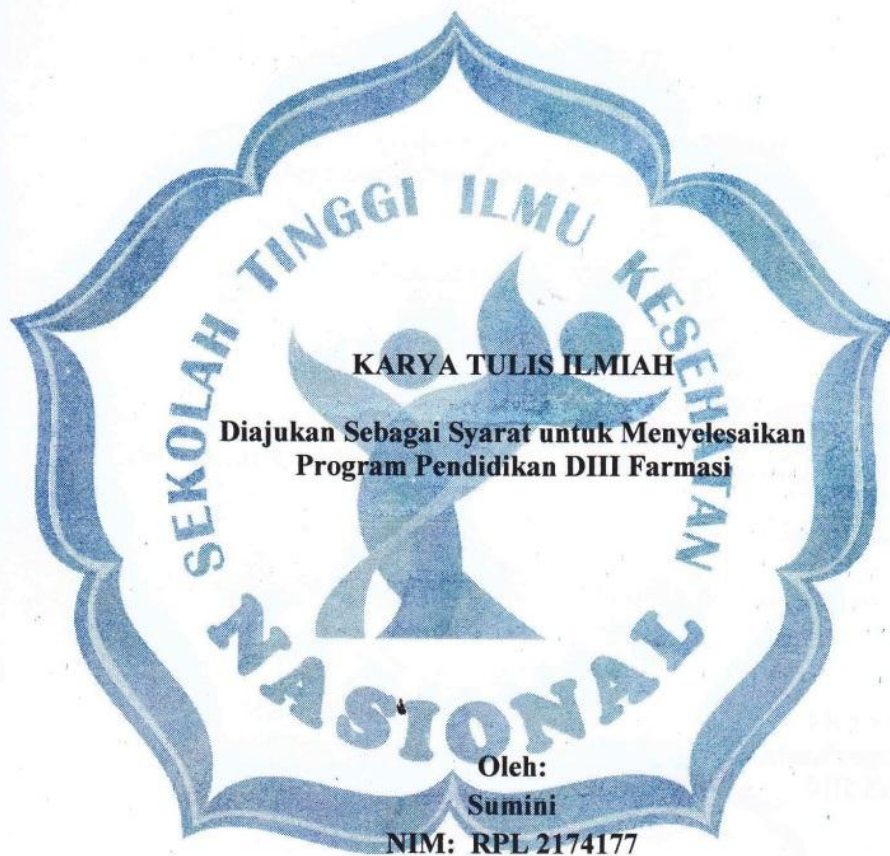 SEKOLAH TINGGI ILMU KESEHATAN
NASIONAL
KARYA TULIS ILMIAH
Diajukan Sebagai Syarat untuk Menyelesaikan
Program Pendidikan DIII Farmasi
Oleh:
Sumini
NIM: RPL 2174177